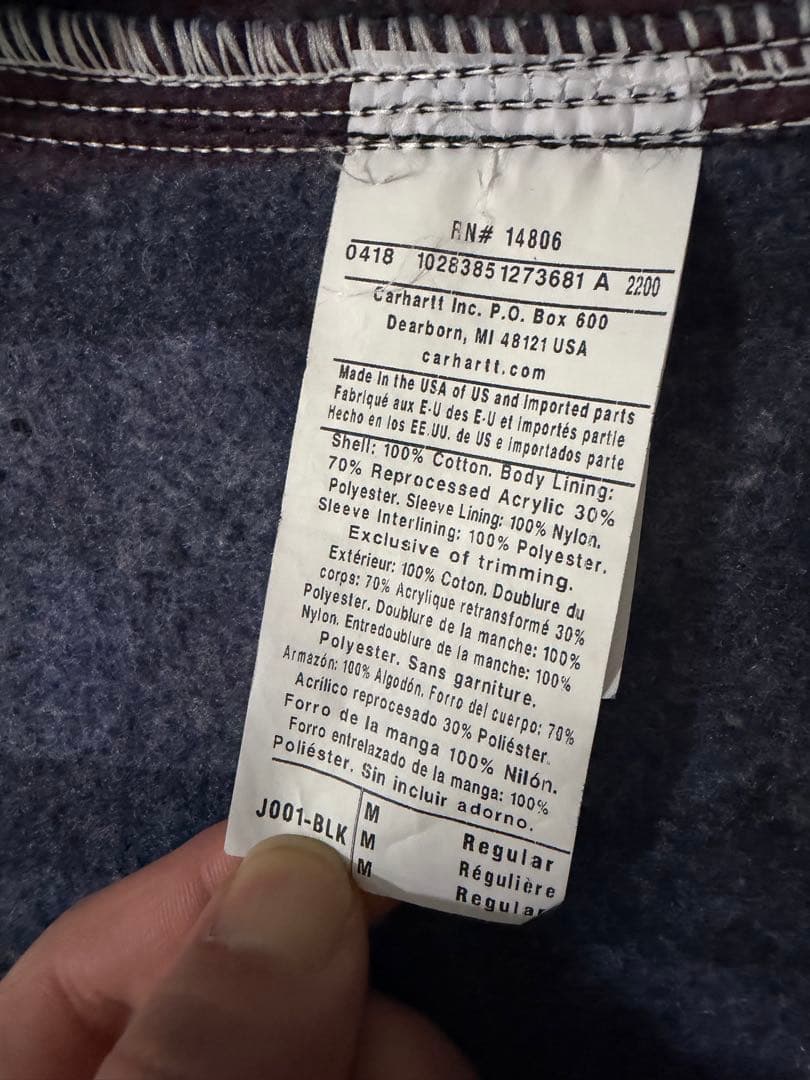 RN# 14806
0418 10283851273681 A 2200
Carhartt Inc. P.O. Box 600
Dearborn, MI 48121 USA
carhartt.com
Made in the USA of US and Imported parts
Fabriqué aux E-U des E-U et importés partie
Hecho en los EE.UU. de US e importados parte
Shell: 100% Cotton. Body Lining:
70% Reprocessed Acrylic 30%
Polyester. Sleeve Lining: 100% Nylon.
Sleeve Interlining: 100% Polyester.
Exclusive of trimming.
Extérieur: 100% Coton. Doublure du
corps: 70% Acrylique retransformé 30%
Polyester. Doublure de la manche: 100%
Nylon. Entredoublure de la manche: 100%
Polyester. Sans garniture.
Armazón: 100% Algodón. Forro del cuerpo: 70%
Acrílico reprocesado 30% Poliéster.
Forro de la manga 100% Nilón.
Forro entrelazado de la manga: 100%
Poliéster. Sin incluir adorno.
J001-BLK M Regular
M Régulière
M Regular